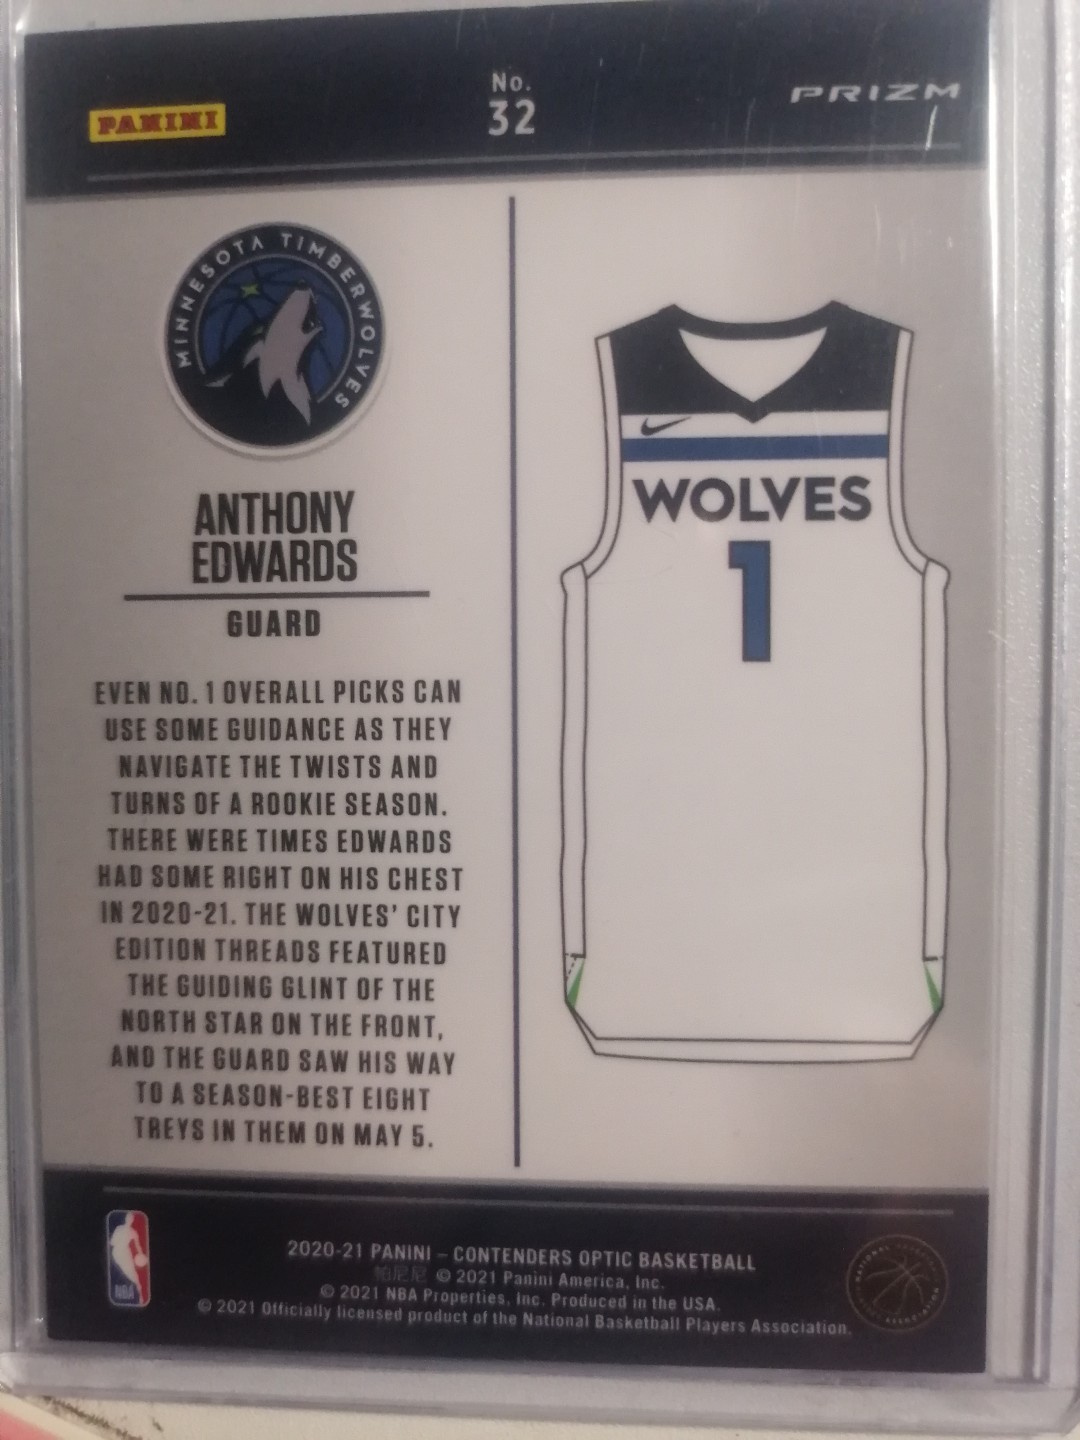 No.
32
PANINI
PRIZM
MINNESOTA TIMBERWOLVES
ANTHONY
EDWARDS
GUARD
EVEN NO. 1 OVERALL PICKS CAN
USE SOME GUIDANCE AS THEY
NAVIGATE THE TWISTS AND
TURNS OF A ROOKIE SEASON.
THERE WERE TIMES EDWARDS
HAD SOME RIGHT ON HIS CHEST
IN 2020-21. THE WOLVES' CITY
EDITION THREADS FEATURED
THE GUIDING GLINT OF THE
NORTH STAR ON THE FRONT,
AND THE GUARD SAW HIS WAY
TO A SEASON-BEST EIGHT
TREYS IN THEM ON MAY 5.
WOLVES
1
NBA
2020-21 PANINI – CONTENDERS OPTIC BASKETBALL
帕尼尼 © 2021 Panini America, Inc.
© 2021 NBA Properties, Inc. Produced in the USA.
© 2021 Officially licensed product of the National Basketball Players Association.